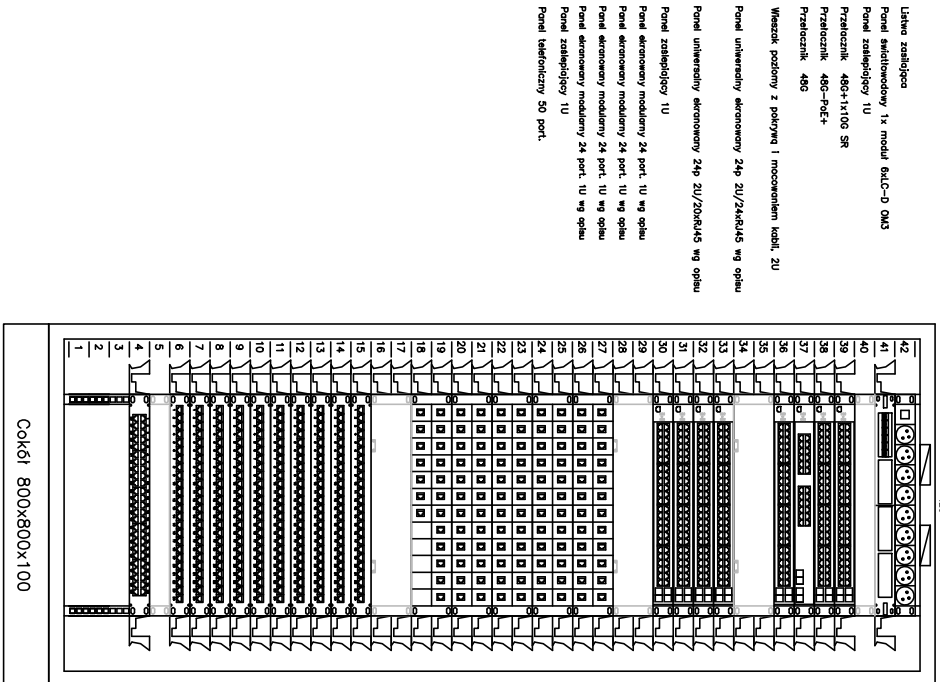 Listwa zasilająca
Panel światłowodowy 1x moduł 6xLC-D OM3
Panel zaślepiający 1U
Przełącznik 48G+1x10G SR
Przełącznik 48G-PoE+
Przełącznik 48G
Wieszak poziomy z pokrywą i mocowaniem kabli, 2U
Panel uniwersalny ekranowany 24p 2U/24xRJ45 wg opisu
Panel uniwersalny ekranowany 24p 2U/20xRJ45 wg opisu
Panel zaślepiający 1U
Panel ekranowany modularny 24 port. 1U wg opisu
Panel ekranowany modularny 24 port. 1U wg opisu
Panel ekranowany modularny 24 port. 1U wg opisu
Panel ekranowany modularny 24 port. 1U wg opisu
Panel zaślepiający 1U
Panel telefoniczny 50 port.
42
41
40
39
38
37
36
35
34
33
32
31
30
29
28
27
26
25
24
23
22
21
20
19
18
17
16
15
14
13
12
11
10
9
8
7
6
5
4
3
2
1
Cokół 800x800x100